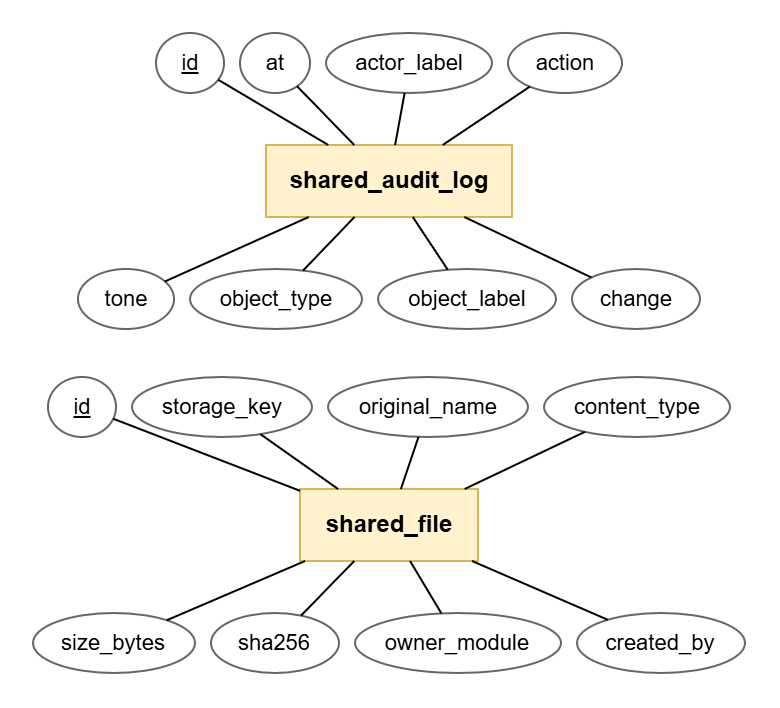 id at actor_label action
shared_audit_log
tone object_type object_label change
id storage_key original_name content_type
shared_file
size_bytes sha256 owner_module created_by